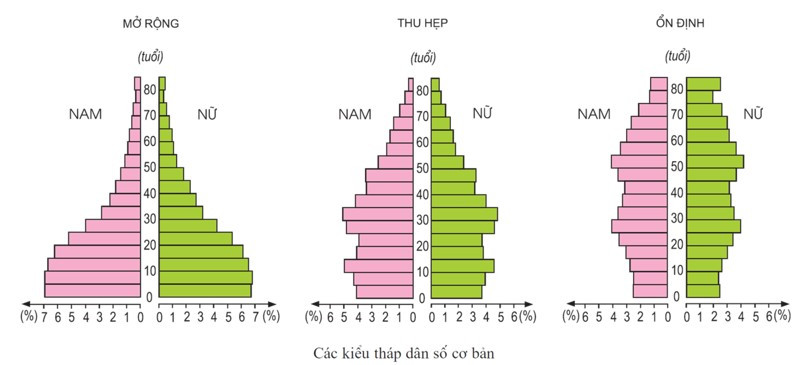 MỞ RỘNG
(tuổi)
NAM
NỮ
80
70
60
50
40
30
20
10
0
7 6 5 4 3 2 1 0
(%)
0 1 2 3 4 5 6 7 (%)
THU HẸP
(tuổi)
NAM
NỮ
80
70
60
50
40
30
20
10
0
(%) 6 5 4 3 2 1 0
0 1 2 3 4 5 6 (%)
ỔN ĐỊNH
(tuổi)
NAM
NỮ
80
70
60
50
40
30
20
10
0
(%) 6 5 4 3 2 1 0
0 1 2 3 4 5 6 (%)
Các kiểu tháp dân số cơ bản